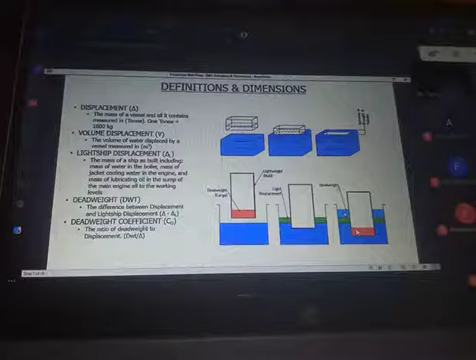 DEFINITIONS & DIMENSIONS
DISPLACEMENT (Δ)
The mass of a vessel and all it contains
measured in (Tonne). One Tonne =
1000 kg
VOLUME DISPLACEMENT (∇)
The volume of water displaced by a
vessel measured in (m³)
LIGHTSHIP DISPLACEMENT (Δ
The mass of a ship as built including:
mass of water in the boiler, mass of
jacket cooling water in the engine, and
mass of lubricating oil in the sump of
the main engine all to the working
levels
DEADWEIGHT (DWT)
The difference between Displacement
and Lightship Displacement
DEADWEIGHT COEFFICIENT (C
The ratio of deadweight to
Displacement. (Dwt/Δ)
Lightweight
Deadweight
Light
Displacement
Deadweight